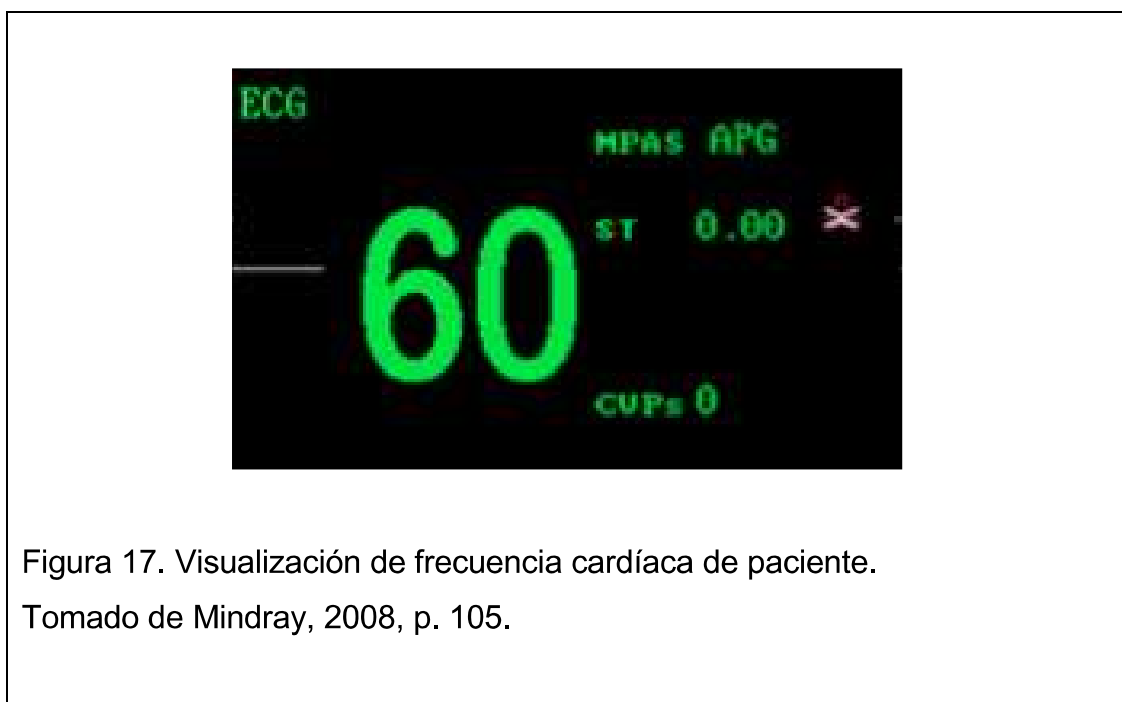 ECG
MPAS APG
ST 0.00
60
CVPs 0
Figura 17. Visualización de frecuencia cardíaca de paciente.
Tomado de Mindray, 2008, p. 105.